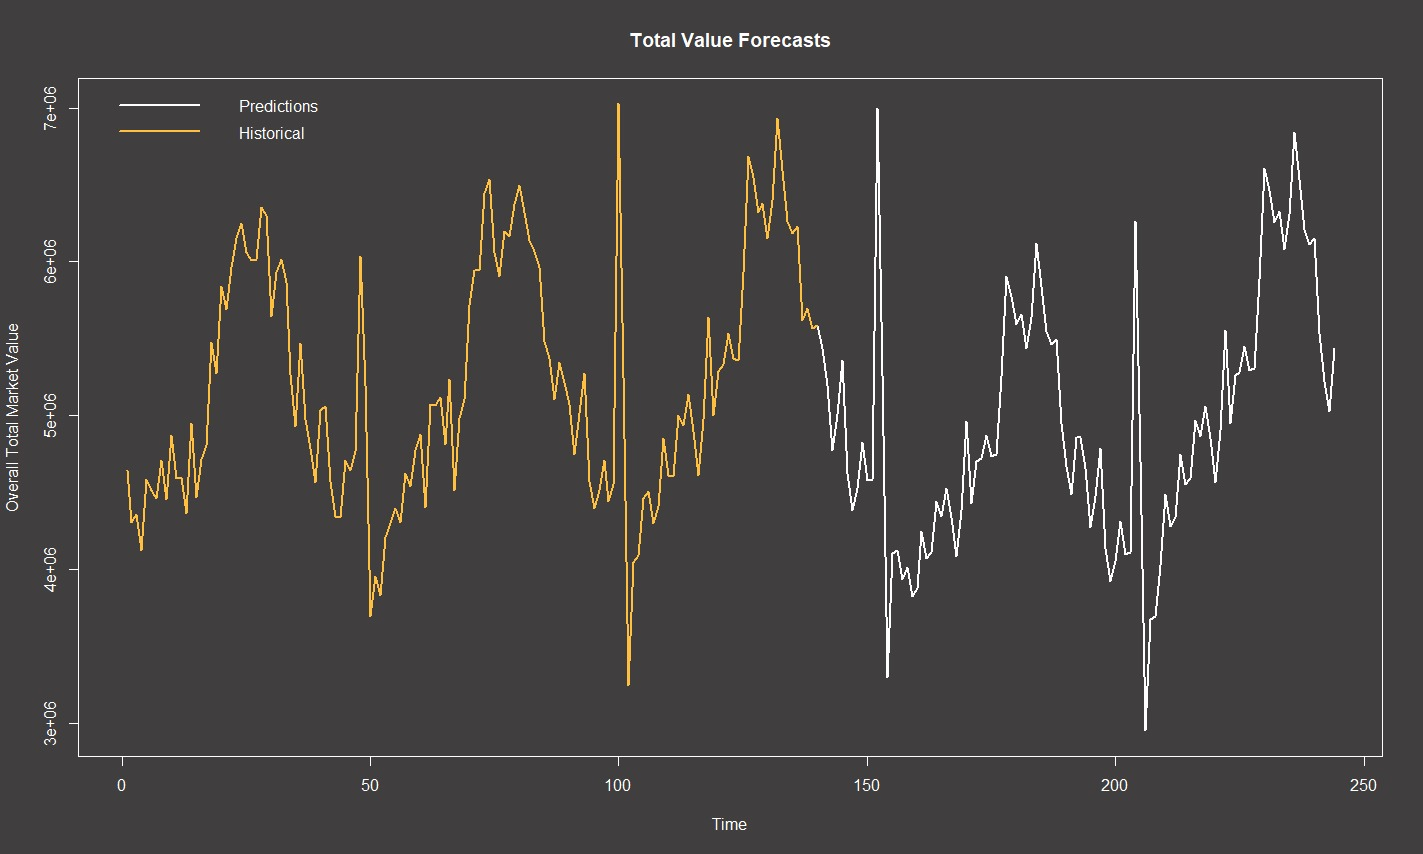 Total Value Forecasts
Predictions
Historical
7e+06
6e+06
5e+06
4e+06
3e+06
Overall Total Market Value
0 50 100 150 200 250
Time